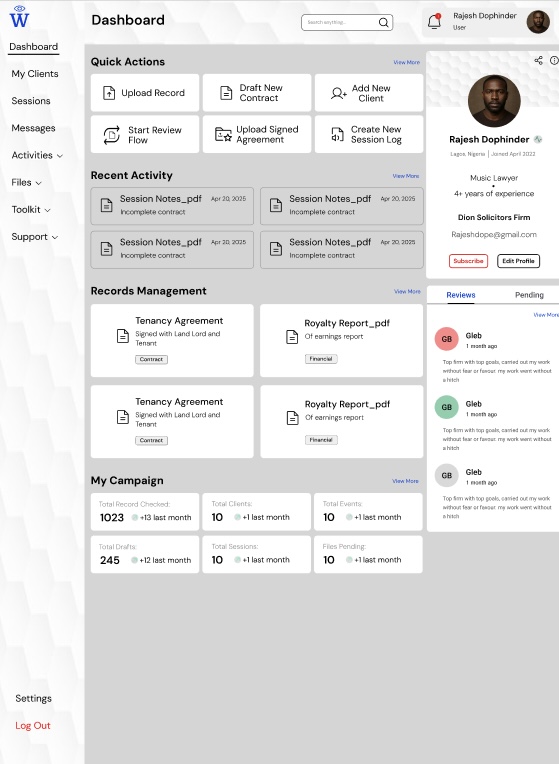 W
Dashboard
Search anything...
Rajesh Dophinder
User
Dashboard
My Clients
Sessions
Messages
Activities
Files
Toolkit
Support
Settings
Log Out
Quick Actions
View More
Upload Record
Draft New
Contract
Add New
Client
Start Review
Flow
Upload Signed
Agreement
Create New
Session Log
Recent Activity
View More
Session Notes_pdf
Apr 20, 2025
Incomplete contract
Session Notes_pdf
Apr 20, 2025
Incomplete contract
Session Notes_pdf
Apr 20, 2025
Incomplete contract
Session Notes_pdf
Apr 20, 2025
Incomplete contract
Records Management
View More
Tenancy Agreement
Signed with Land Lord and
Tenant
Contract
Royalty Report_pdf
Of earnings report
Financial
Tenancy Agreement
Signed with Land Lord and
Tenant
Contract
Royalty Report_pdf
Of earnings report
Financial
My Campaign
View More
Total Record Checked:
1023
+13 last month
Total Clients:
10
+1 last month
Total Events:
10
+1 last month
Total Drafts:
245
+12 last month
Total Sessions:
10
+1 last month
Files Pending:
10
+1 last month
Rajesh Dophinder
Lagos, Nigeria | Joined April 2022
Music Lawyer
•
4+ years of experience
Dion Solicitors Firm
Rajeshdope@gmail.com
Subscribe
Edit Profile
Reviews
Pending
View More
GB
Gleb
1 month ago
Top firm with top goals, carried out my work
without fear or favour. my work went without
a hitch
GB
Gleb
1 month ago
Top firm with top goals, carried out my work
without fear or favour. my work went without
a hitch
GB
Gleb
1 month ago
Top firm with top goals, carried out my work
without fear or favour. my work went without
a hitch